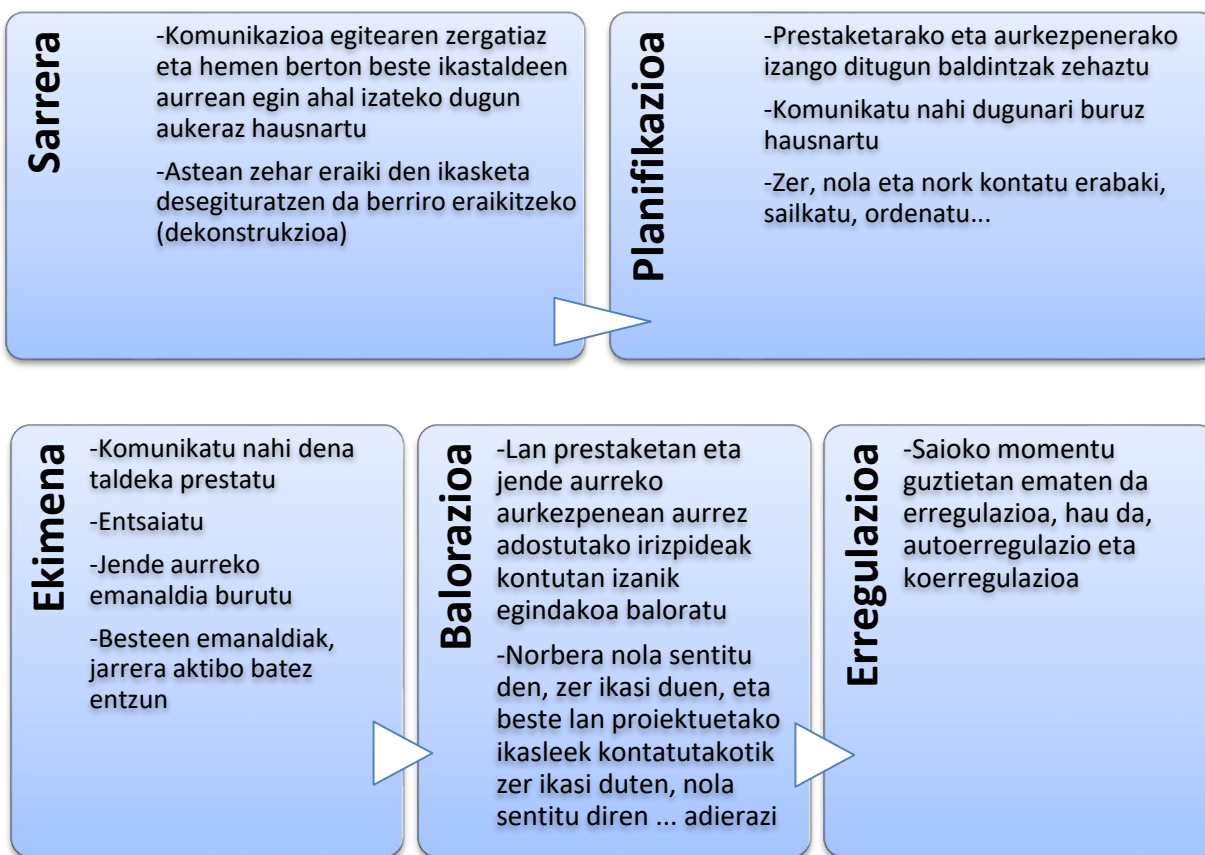 Sarrera
-Komunikazioa egitearen zergatiaz
eta hemen berton beste ikastaldeen
aurrean egin ahal izateko dugun
aukeraz hausnartu
-Astean zehar eraiki den ikasketa
desegituratzen da berriro eraikitzeko
(dekonstrukzioa)
Planifikazioa
-Prestaketarako eta aurkezpenerako
izango ditugun baldintzak zehaztu
-Komunikatu nahi dugunari buruz
hausnartu
-Zer, nola eta nork kontatu erabaki,
sailkatu, ordenatu...
Ekimena
-Komunikatu nahi dena
taldeka prestatu
-Entsaiatu
-Jende aurreko
emanaldia burutu
-Besteen emanaldiak,
jarrera aktibo batez
entzun
Balorazioa
-Lan prestaketan eta
jende aurreko
aurkezpenean aurrez
adostutako irizpideak
kontutan izanik
egindakoa baloratu
-Norbera nola sentitu
den, zer ikasi duen, eta
beste lan proiektuetako
ikasleek kontatutakotik
zer ikasi duten, nola
sentitu diren ... adierazi
Erregulazioa
-Saioko momentu
guztietan ematen da
erregulazioa, hau da,
autoerregulazio eta
koerregulazioa